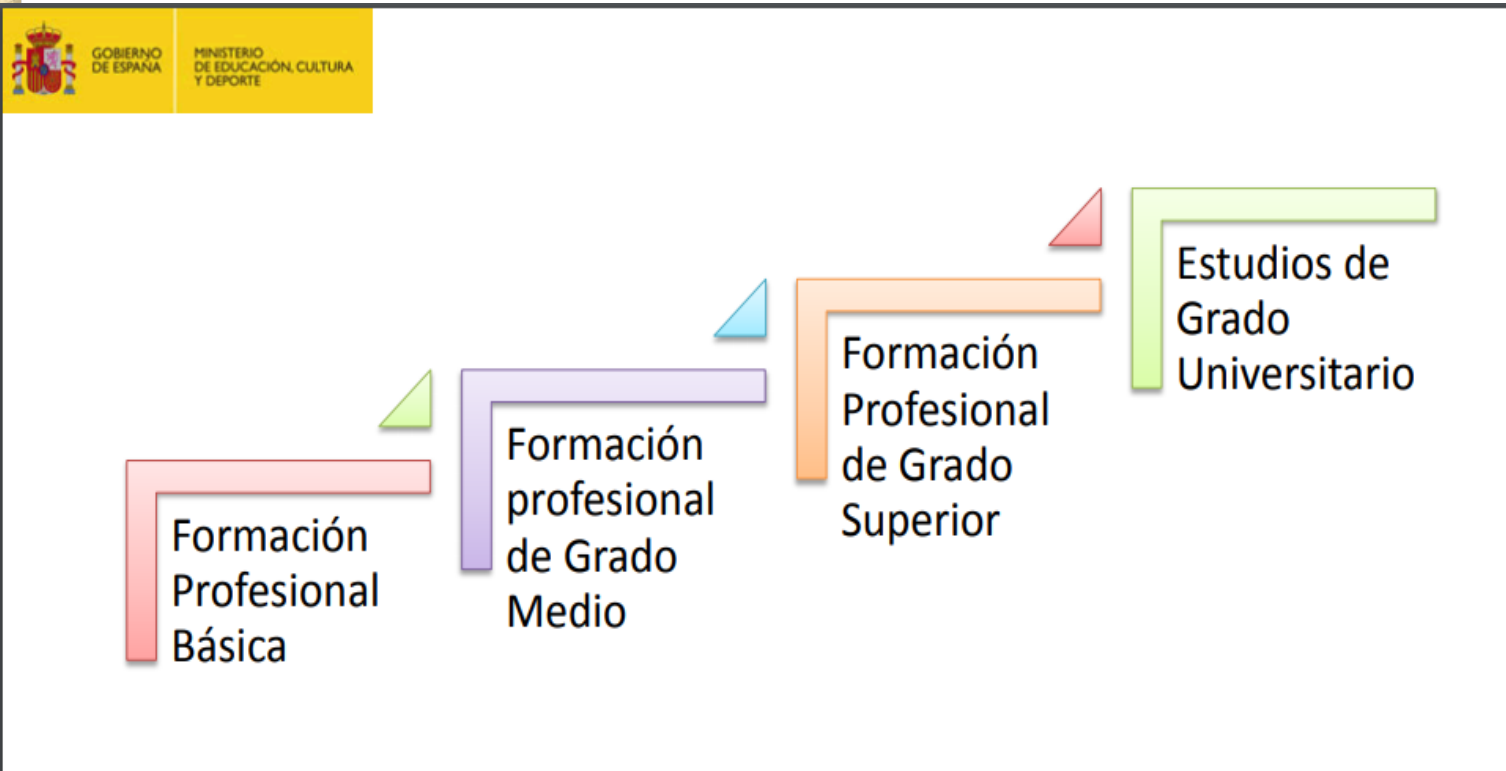 GOBIERNO
DE ESPAÑA
MINISTERIO
DE EDUCACIÓN, CULTURA
Y DEPORTE
Formación
Profesional
Básica
Formación
profesional
de Grado
Medio
Formación
Profesional
de Grado
Superior
Estudios de
Grado
Universitario